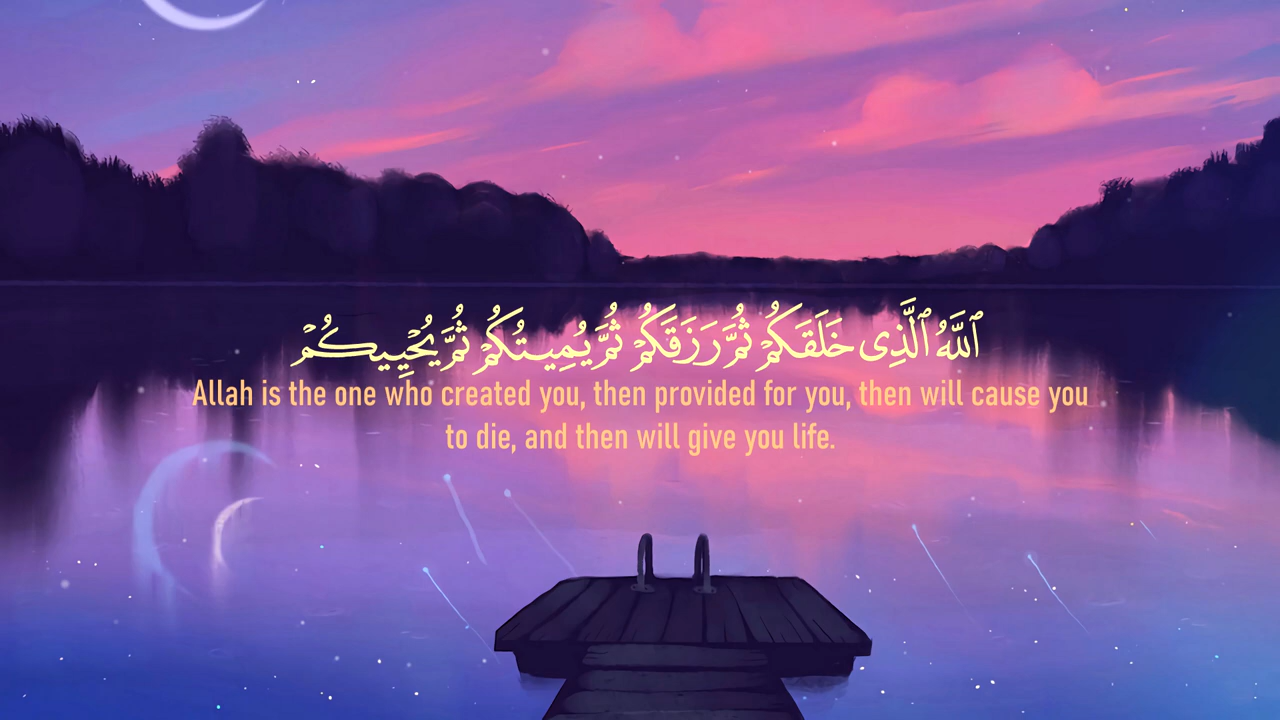 ٱللَّهُ ٱلَّذِى خَلَقَكُمْ ثُمَّ رَزَقَكُمْ ثُمَّ يُمِيتُكُمْ ثُمَّ يُحْيِيكُمْ
Allah is the one who created you, then provided for you, then will cause you
to die, and then will give you life.